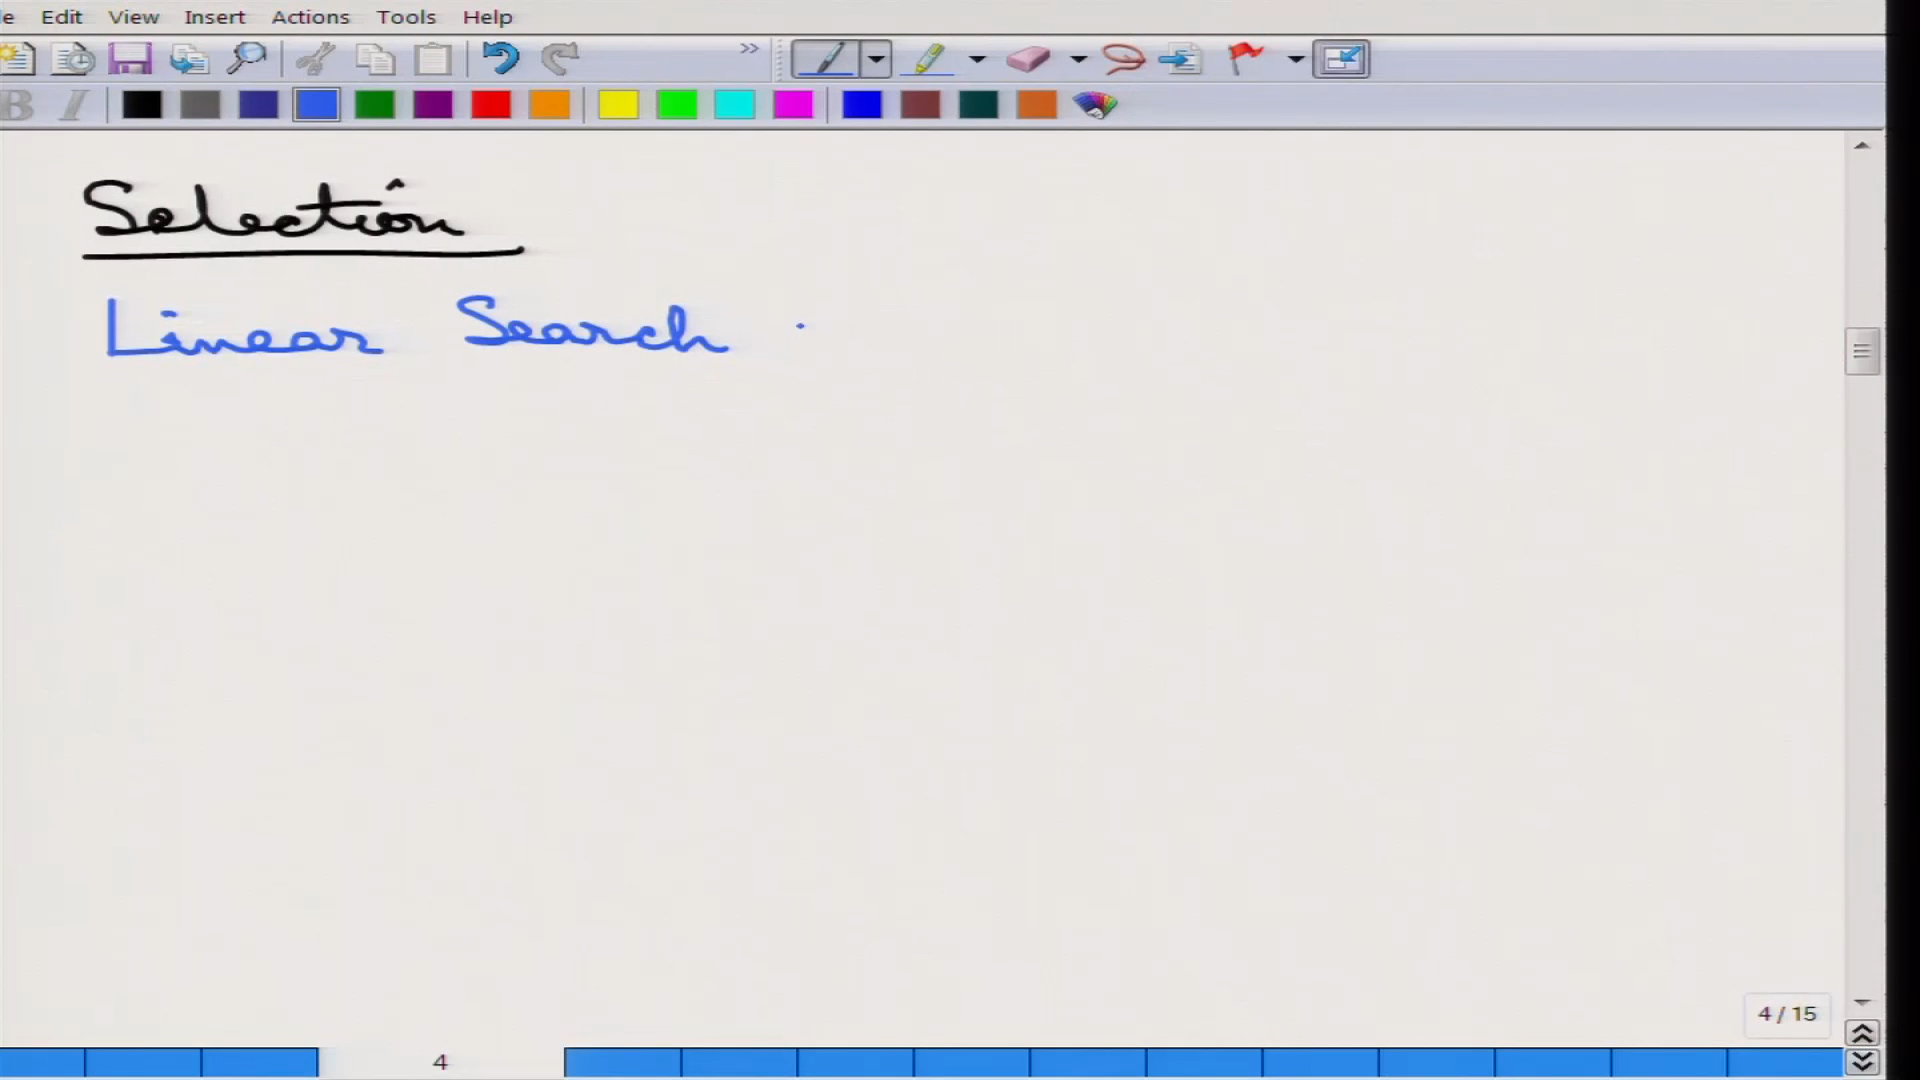 Edit View Insert Actions Tools Help
B I
Selection
Linear Search
4 / 15
4